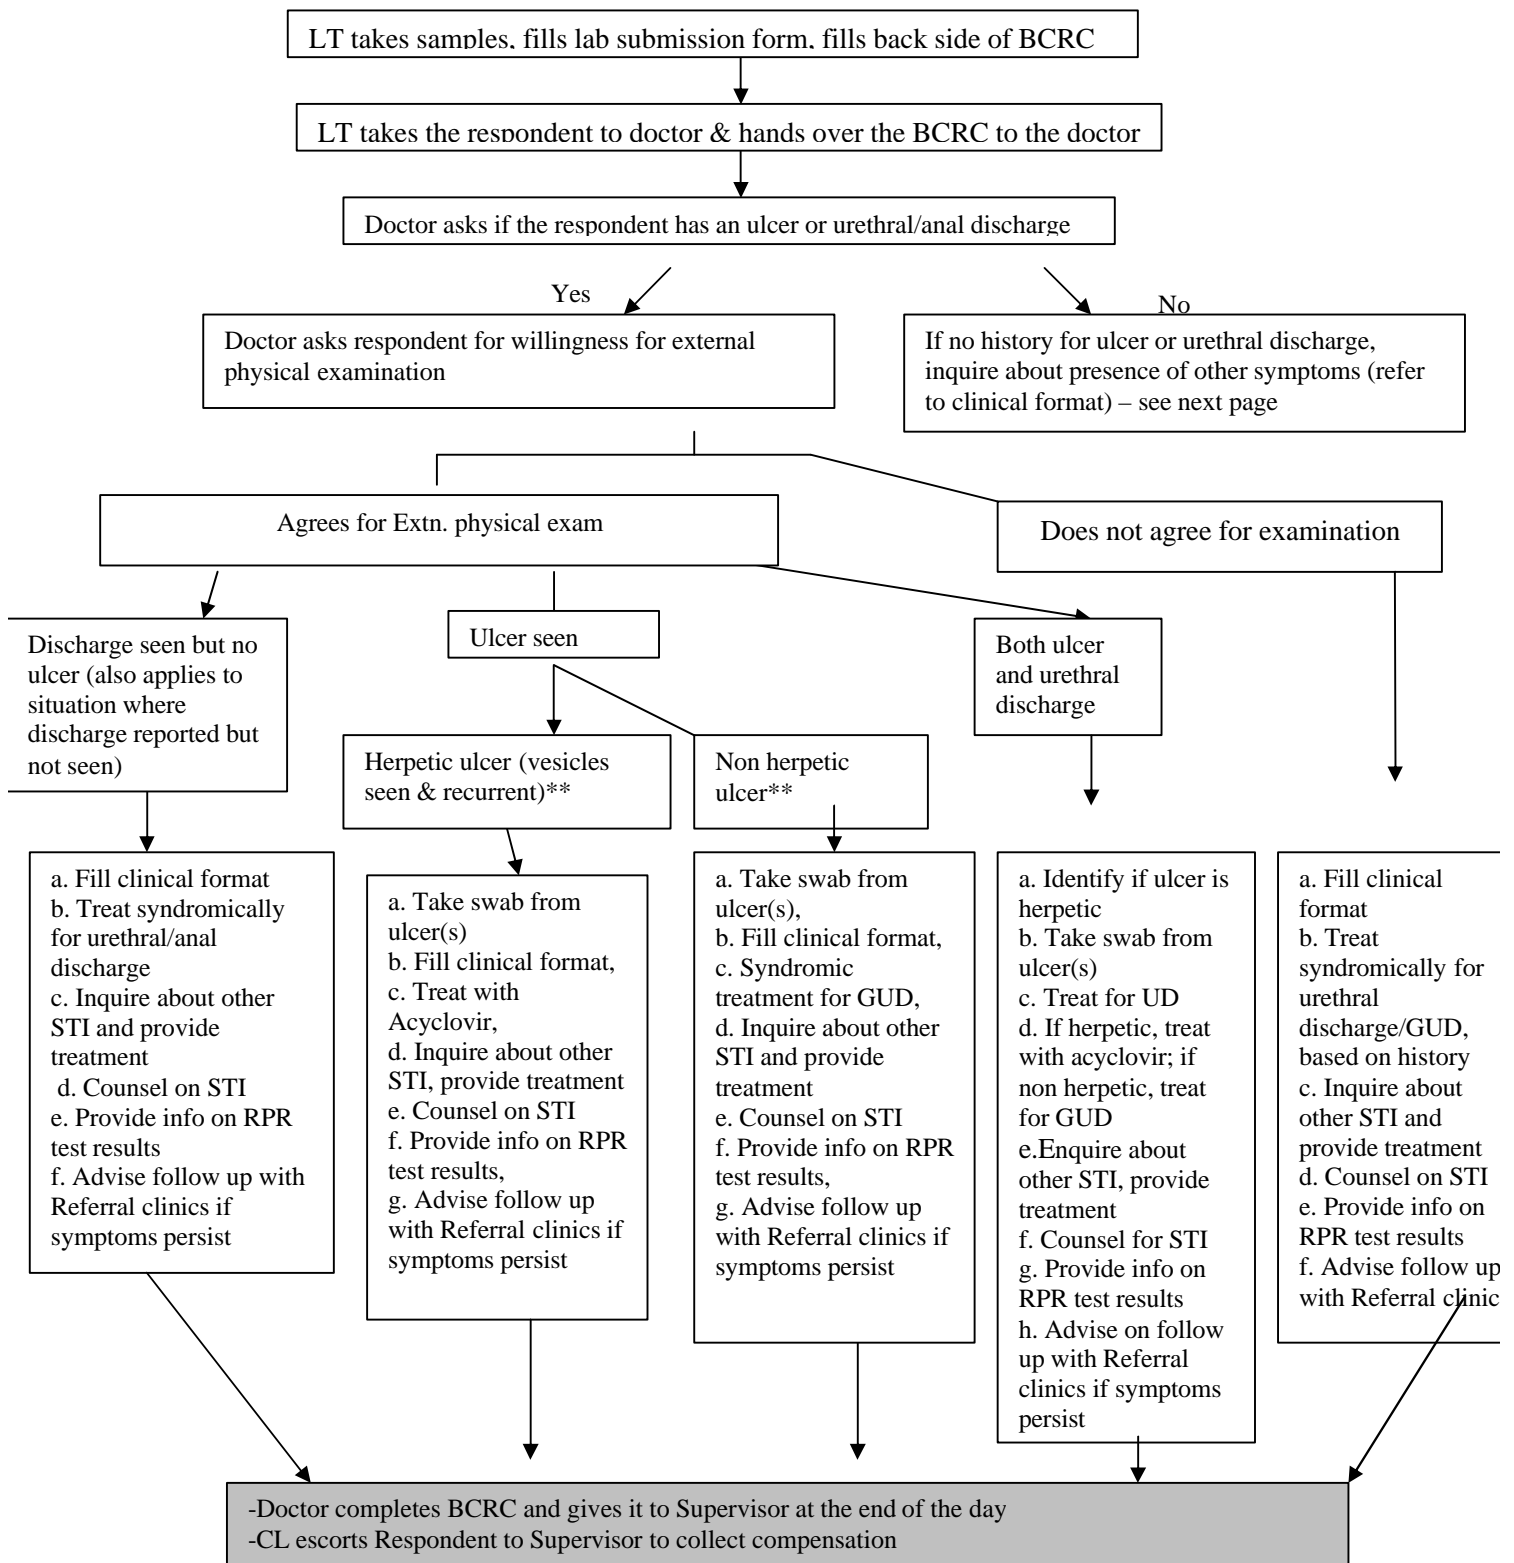 LT takes samples, fills lab submission form, fills back side of BCRC
LT takes the respondent to doctor & hands over the BCRC to the doctor
Doctor asks if the respondent has an ulcer or urethral/anal discharge
Yes
No
Doctor asks respondent for willingness for external
physical examination
If no history for ulcer or urethral discharge,
inquire about presence of other symptoms (refer
to clinical format) – see next page
Agrees for Extn. physical exam
Does not agree for examination
Discharge seen but no
ulcer (also applies to
situation where
discharge reported but
not seen)
Ulcer seen
Both ulcer
and urethral
discharge
Herpetic ulcer (vesicles
seen & recurrent)**
Non herpetic
ulcer**
a. Fill clinical format
b. Treat syndromically
for urethral/anal
discharge
c. Inquire about other
STI and provide
treatment
d. Counsel on STI
e. Provide info on RPR
test results
f. Advise follow up with
Referral clinics if
symptoms persist
a. Take swab from
ulcer(s)
b. Fill clinical format,
c. Treat with
Acyclovir,
d. Inquire about other
STI, provide treatment
e. Counsel on STI
f. Provide info on RPR
test results,
g. Advise follow up
with Referral clinics if
symptoms persist
a. Take swab from
ulcer(s),
b. Fill clinical format,
c. Syndromic
treatment for GUD,
d. Inquire about other
STI and provide
treatment
e. Counsel on STI
f. Provide info on RPR
test results,
g. Advise follow up
with Referral clinics if
symptoms persist
a. Identify if ulcer is
herpetic
b. Take swab from
ulcer(s)
c. Treat for UD
d. If herpetic, treat
with acyclovir; if
non herpetic, treat
for GUD
e.Enquire about
other STI, provide
treatment
f. Counsel for STI
g. Provide info on
RPR test results
h. Advise on follow
up with Referral
clinics if symptoms
persist
a. Fill clinical
format
b. Treat
syndromically for
urethral
discharge/GUD,
based on history
c. Inquire about
other STI and
provide treatment
d. Counsel on STI
e. Provide info on
RPR test results
f. Advise follow up
with Referral clinic
-Doctor completes BCRC and gives it to Supervisor at the end of the day
-CL escorts Respondent to Supervisor to collect compensation